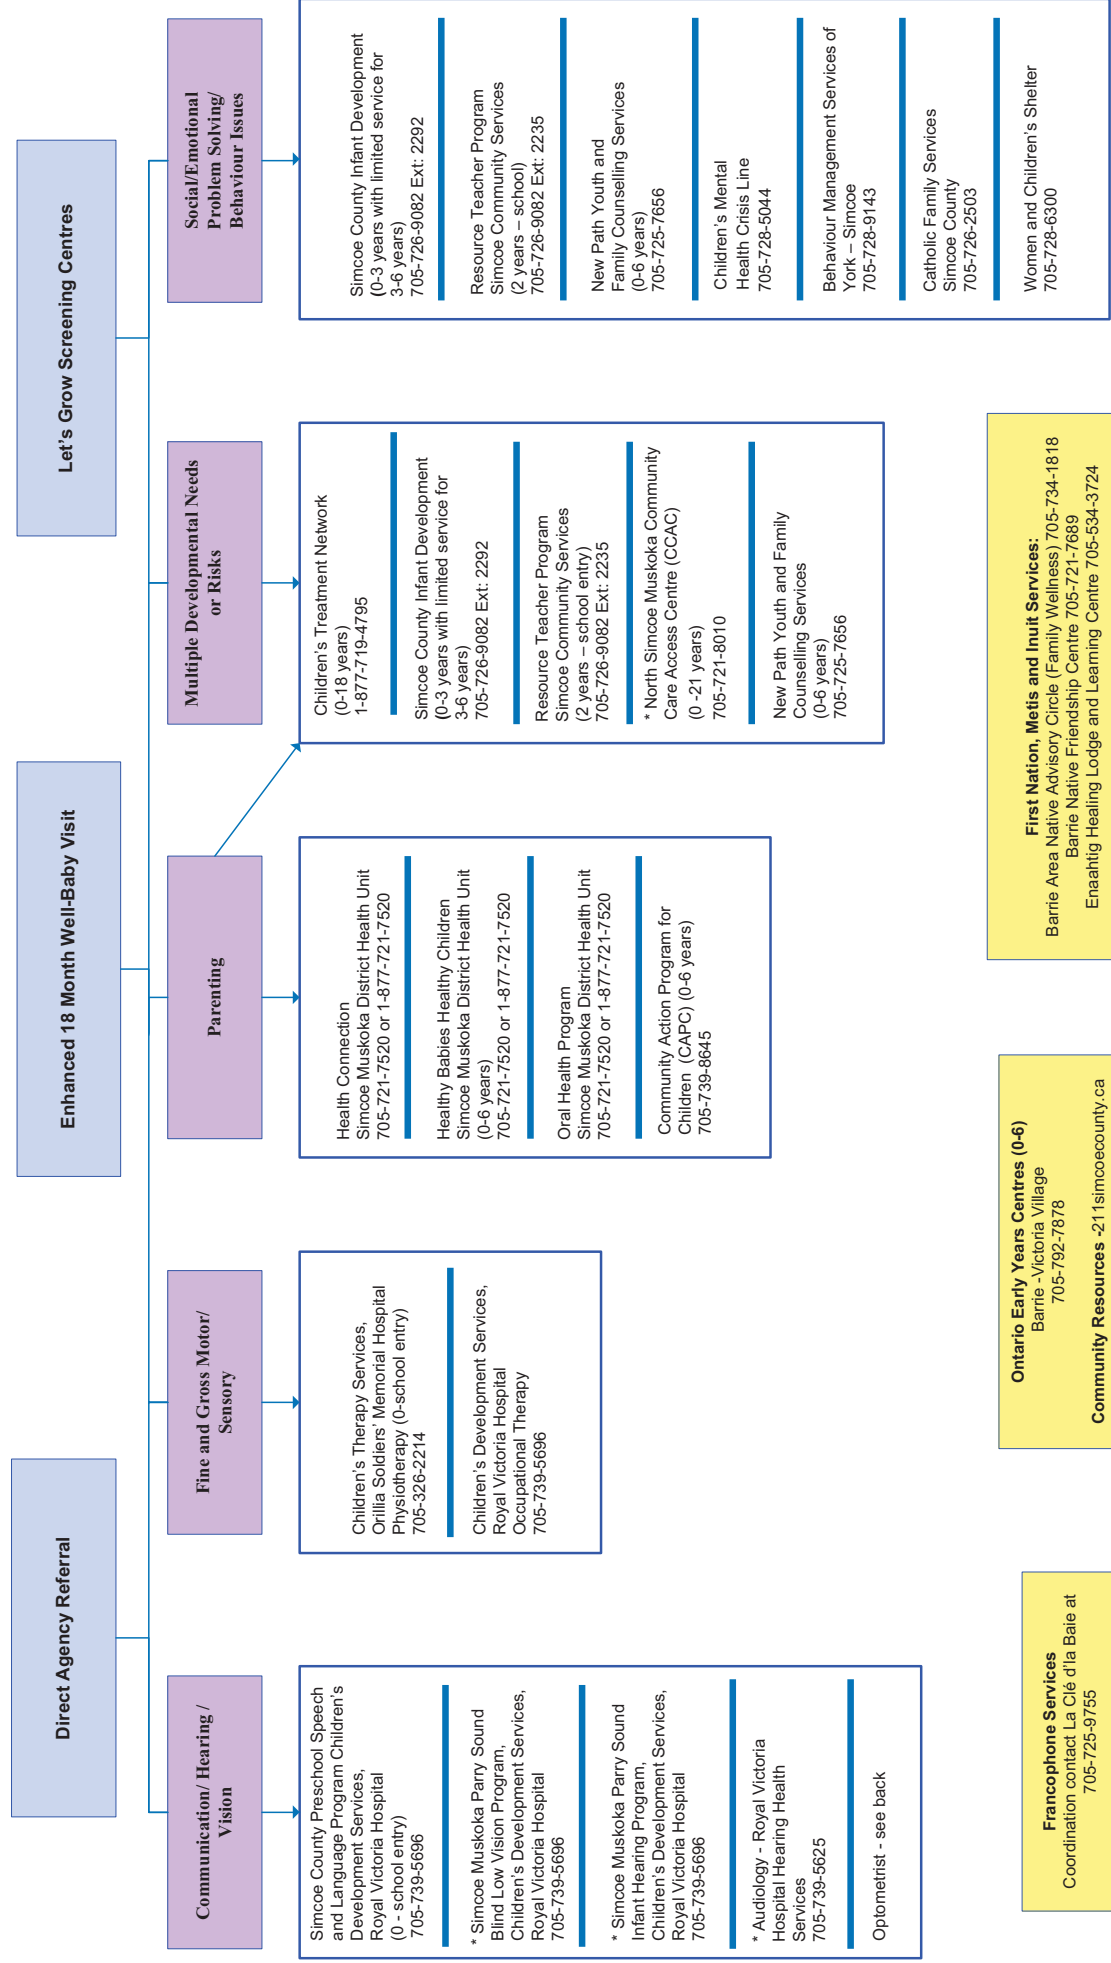 Direct Agency Referral
Enhanced 18 Month Well-Baby Visit
Let's Grow Screening Centres
Communication/ Hearing /
Vision
Simcoe County Preschool Speech
and Language Program Children's
Development Services,
Royal Victoria Hospital
(0 - school entry)
705-739-5696
* Simcoe Muskoka Parry Sound
Blind Low Vision Program,
Children's Development Services,
Royal Victoria Hospital
705-739-5696
* Simcoe Muskoka Parry Sound
Infant Hearing Program,
Children's Development Services,
Royal Victoria Hospital
705-739-5696
* Audiology - Royal Victoria
Hospital Hearing Health
Services
705-739-5625
Optometrist - see back
Fine and Gross Motor/
Sensory
Children's Therapy Services,
Orillia Soldiers' Memorial Hospital
Physiotherapy (0-school entry)
705-326-2214
Children's Development Services,
Royal Victoria Hospital
Occupational Therapy
705-739-5696
Parenting
Health Connection
Simcoe Muskoka District Health Unit
705-721-7520 or 1-877-721-7520
Healthy Babies Healthy Children
Simcoe Muskoka District Health Unit
(0-6 years)
705-721-7520 or 1-877-721-7520
Oral Health Program
Simcoe Muskoka District Health Unit
705-721-7520 or 1-877-721-7520
Community Action Program for
Children (CAPC) (0-6 years)
705-739-8645
Multiple Developmental Needs
or Risks
Children's Treatment Network
(0-18 years)
1-877-719-4795
Simcoe County Infant Development
(0-3 years with limited service for
3-6 years)
705-726-9082 Ext: 2292
Resource Teacher Program
Simcoe Community Services
(2 years – school entry)
705-726-9082 Ext: 2235
* North Simcoe Muskoka Community
Care Access Centre (CCAC)
(0 -21 years)
705-721-8010
New Path Youth and Family
Counselling Services
(0-6 years)
705-725-7656
Social/Emotional
Problem Solving/
Behaviour Issues
Simcoe County Infant Development
(0-3 years with limited service for
3-6 years)
705-726-9082 Ext: 2292
Resource Teacher Program
Simcoe Community Services
(2 years – school)
705-726-9082 Ext: 2235
New Path Youth and
Family Counselling Services
(0-6 years)
705-725-7656
Children's Mental
Health Crisis Line
705-728-5044
Behaviour Management Services of
York – Simcoe
705-728-9143
Catholic Family Services
Simcoe County
705-726-2503
Women and Children's Shelter
705-728-6300
Francophone Services
Coordination contact La Clé d'la Baie at
705-725-9755
Ontario Early Years Centres (0-6)
Barrie -Victoria Village
705-792-7878
Community Resources -211simcoecounty.ca
First Nation, Metis and Inuit Services:
Barrie Area Native Advisory Circle (Family Wellness) 705-734-1818
Barrie Native Friendship Centre 705-721-7689
Enaahtig Healing Lodge and Learning Centre 705-534-3724